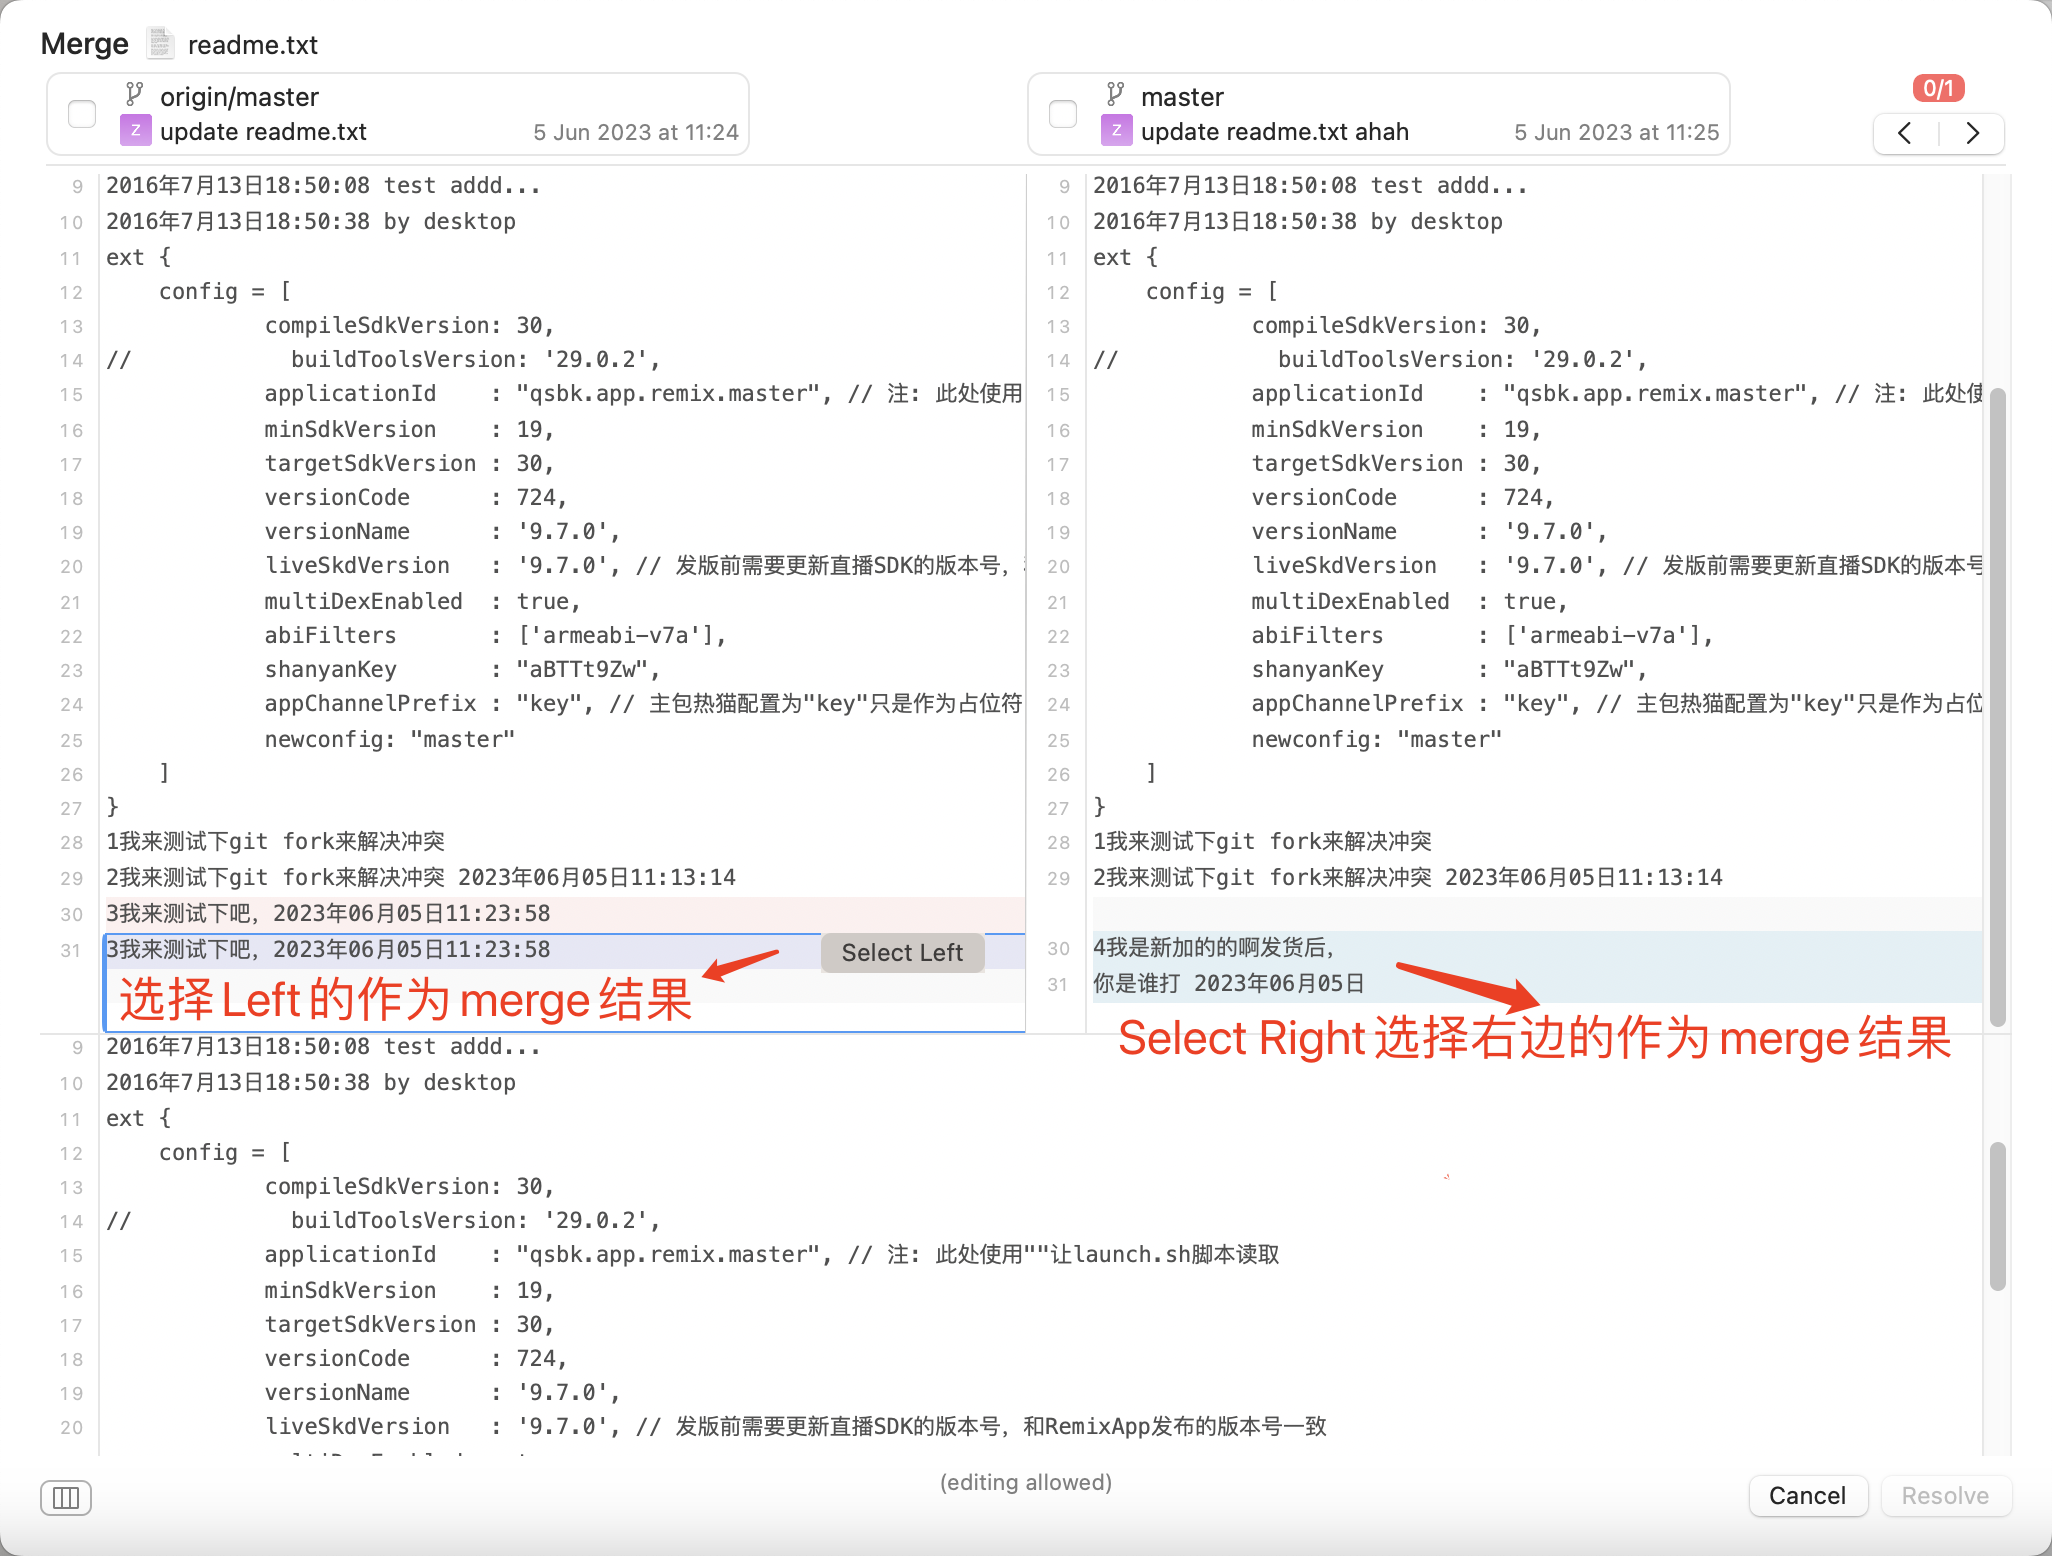 Merge readme.txt
origin/master
Z update readme.txt 5 Jun 2023 at 11:24
master
Z update readme.txt ahah 5 Jun 2023 at 11:25
0/1
9 2016年7月13日18:50:08 test addd...
10 2016年7月13日18:50:38 by desktop
11 ext {
12 config = [
13 compileSdkVersion: 30,
14 // buildToolsVersion: '29.0.2',
15 applicationId : "qsbk.app.remix.master", // 注: 此处使用
16 minSdkVersion : 19,
17 targetSdkVersion : 30,
18 versionCode : 724,
19 versionName : '9.7.0',
20 liveSkdVersion : '9.7.0', // 发版前需要更新直播SDK的版本号,
21 multiDexEnabled : true,
22 abiFilters : ['armeabi-v7a'],
23 shanyanKey : "aBTTt9Zw",
24 appChannelPrefix : "key", // 主包热猫配置为"key"只是作为占位符
25 newconfig: "master"
26 ]
27 }
28 1我来测试下git fork来解决冲突
29 2我来测试下git fork来解决冲突 2023年06月05日11:13:14
30 3我来测试下吧, 2023年06月05日11:23:58
31 3我来测试下吧, 2023年06月05日11:23:58
Select Left
选择Left的作为merge结果
9 2016年7月13日18:50:08 test addd...
10 2016年7月13日18:50:38 by desktop
11 ext {
12 config = [
13 compileSdkVersion: 30,
14 // buildToolsVersion: '29.0.2',
15 applicationId : "qsbk.app.remix.master", // 注: 此处使
16 minSdkVersion : 19,
17 targetSdkVersion : 30,
18 versionCode : 724,
19 versionName : '9.7.0',
20 liveSkdVersion : '9.7.0', // 发版前需要更新直播SDK的版本号
21 multiDexEnabled : true,
22 abiFilters : ['armeabi-v7a'],
23 shanyanKey : "aBTTt9Zw",
24 appChannelPrefix : "key", // 主包热猫配置为"key"只是作为占位
25 newconfig: "master"
26 ]
27 }
28 1我来测试下git fork来解决冲突
29 2我来测试下git fork来解决冲突 2023年06月05日11:13:14
30 4我是新加的的啊发货后,
31 你是谁打 2023年06月05日
Select Right选择右边的作为merge结果
9 2016年7月13日18:50:08 test addd...
10 2016年7月13日18:50:38 by desktop
11 ext {
12 config = [
13 compileSdkVersion: 30,
14 // buildToolsVersion: '29.0.2',
15 applicationId : "qsbk.app.remix.master", // 注: 此处使用""让launch.sh脚本读取
16 minSdkVersion : 19,
17 targetSdkVersion : 30,
18 versionCode : 724,
19 versionName : '9.7.0',
20 liveSkdVersion : '9.7.0', // 发版前需要更新直播SDK的版本号, 和RemixApp发布的版本号一致
(editing allowed)
Cancel
Resolve